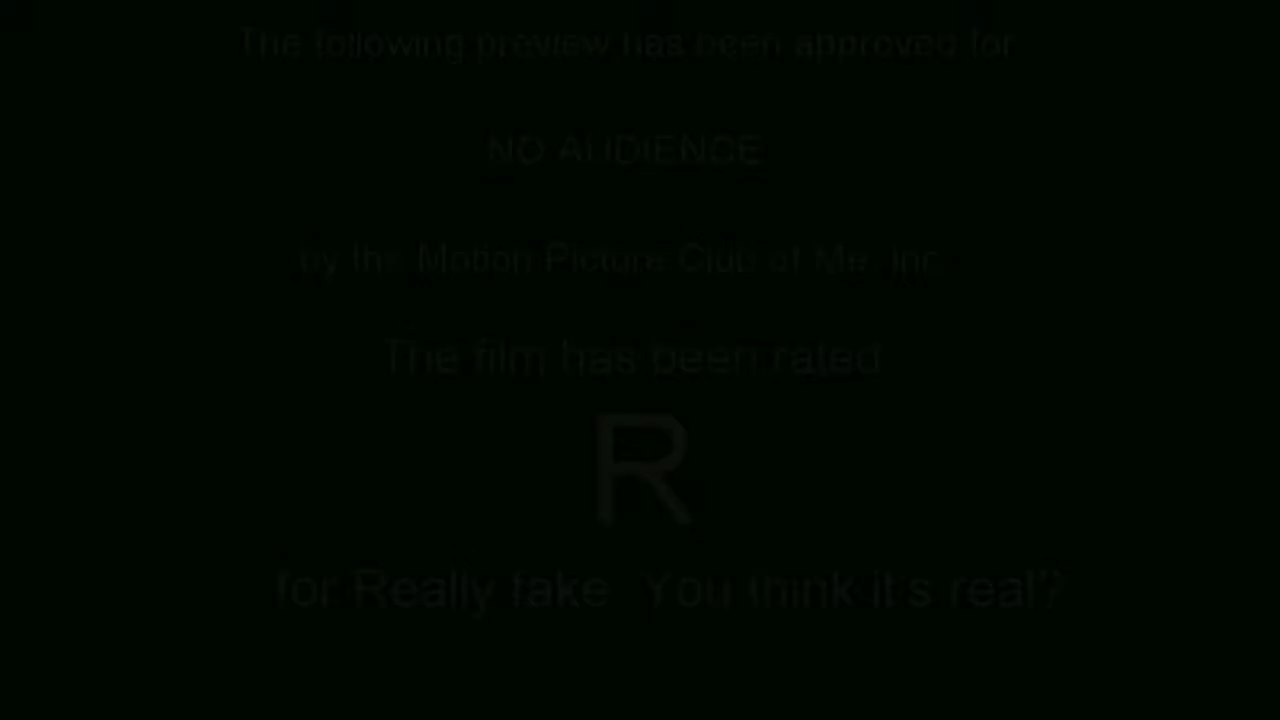 The following preview has been approved for
NO AUDIENCE
by the Motion Picture Club of Me, Inc.
The film has been rated
R
for Really fake. You think it's real?